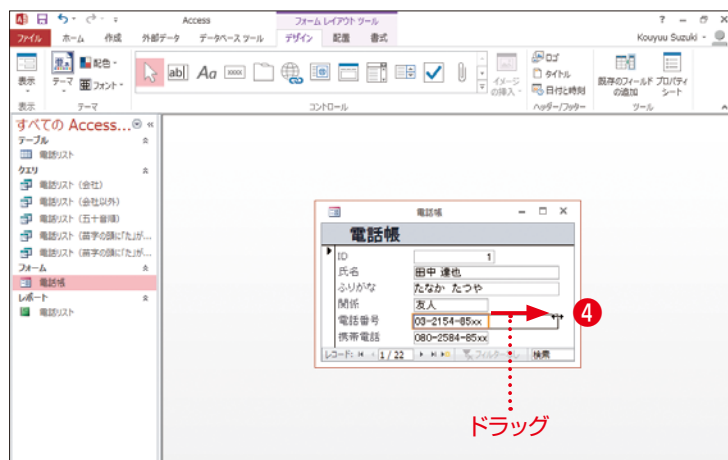 Access
フォーム レイアウト ツール
ファイル ホーム 作成 外部データ データベース ツール デザイン 配置 書式
Kouyuu Suzuki
表示
テーマ
配色
フォント
ab|
Aa
xxxx
イメージの挿入
ロゴ
タイトル
日付と時刻
既存のフィールドの追加
プロパティ シート
表示 テーマ コントロール ヘッダー/フッター ツール
すべての Access...
テーブル
電話リスト
クエリ
電話リスト（会社）
電話リスト（会社以外）
電話リスト（五十音順）
電話リスト（苗字の頭に「た」が...
電話リスト（苗字の頭に「た」が...
フォーム
電話帳
レポート
電話リスト
電話帳
電話帳
ID 1
氏名 田中 達也
ふりがな たなか たつや
関係 友人
電話番号 03-2154-85xx
携帯電話 080-2584-85xx
レコード: 1 / 22 フィルターなし 検索
4
ドラッグ